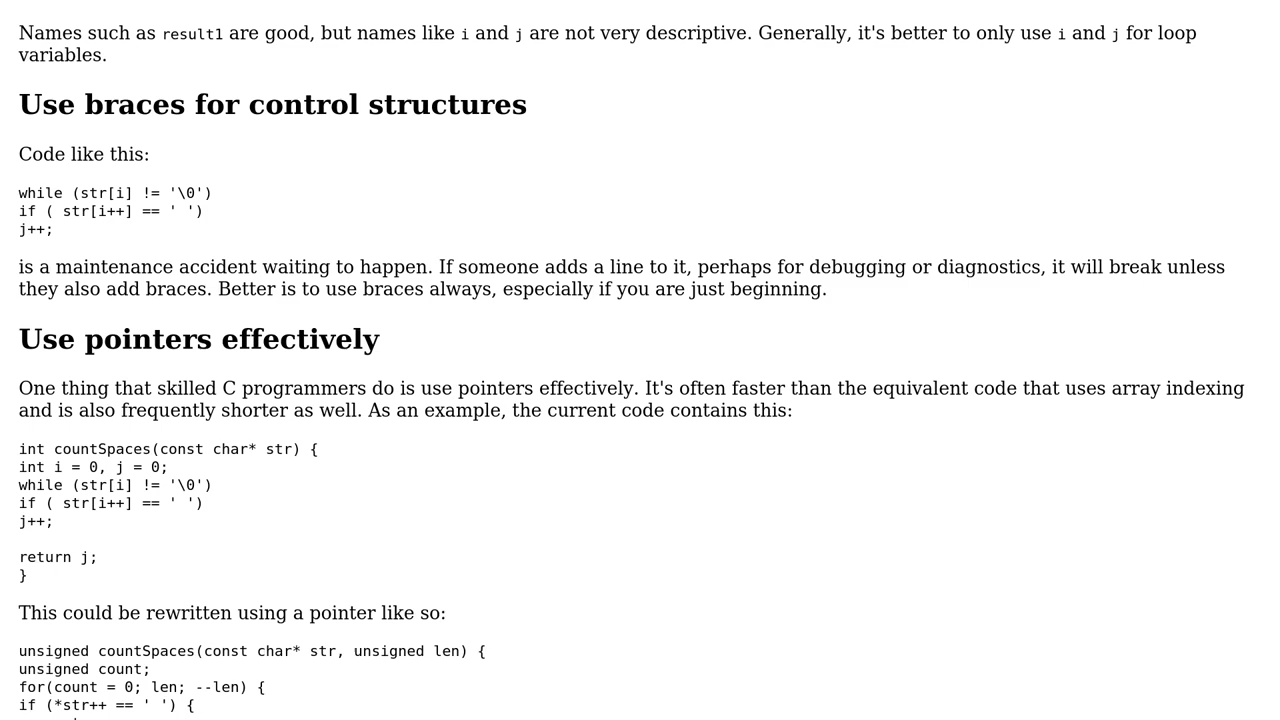 Names such as result1 are good, but names like i and j are not very descriptive. Generally, it's better to only use i and j for loop
variables.
Use braces for control structures
Code like this:
while (str[i] != '\0')
if ( str[i++] == ' ')
j++;
is a maintenance accident waiting to happen. If someone adds a line to it, perhaps for debugging or diagnostics, it will break unless
they also add braces. Better is to use braces always, especially if you are just beginning.
Use pointers effectively
One thing that skilled C programmers do is use pointers effectively. It's often faster than the equivalent code that uses array indexing
and is also frequently shorter as well. As an example, the current code contains this:
int countSpaces(const char* str) {
int i = 0, j = 0;
while (str[i] != '\0')
if ( str[i++] == ' ')
j++;
return j;
}
This could be rewritten using a pointer like so:
unsigned countSpaces(const char* str, unsigned len) {
unsigned count;
for(count = 0; len; --len) {
if (*str++ == ' ') {